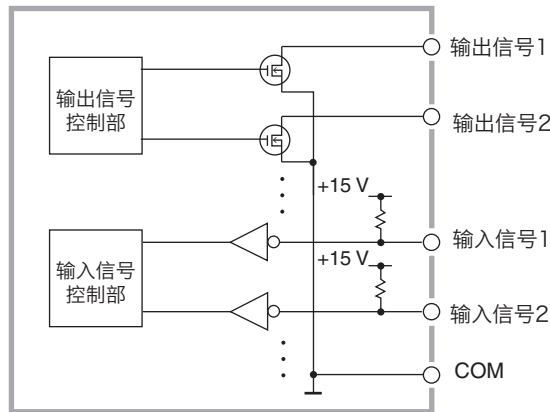 输出信号1
输出信号
控制部
输出信号2
+15 V
输入信号1
+15 V
输入信号
控制部
输入信号2
COM